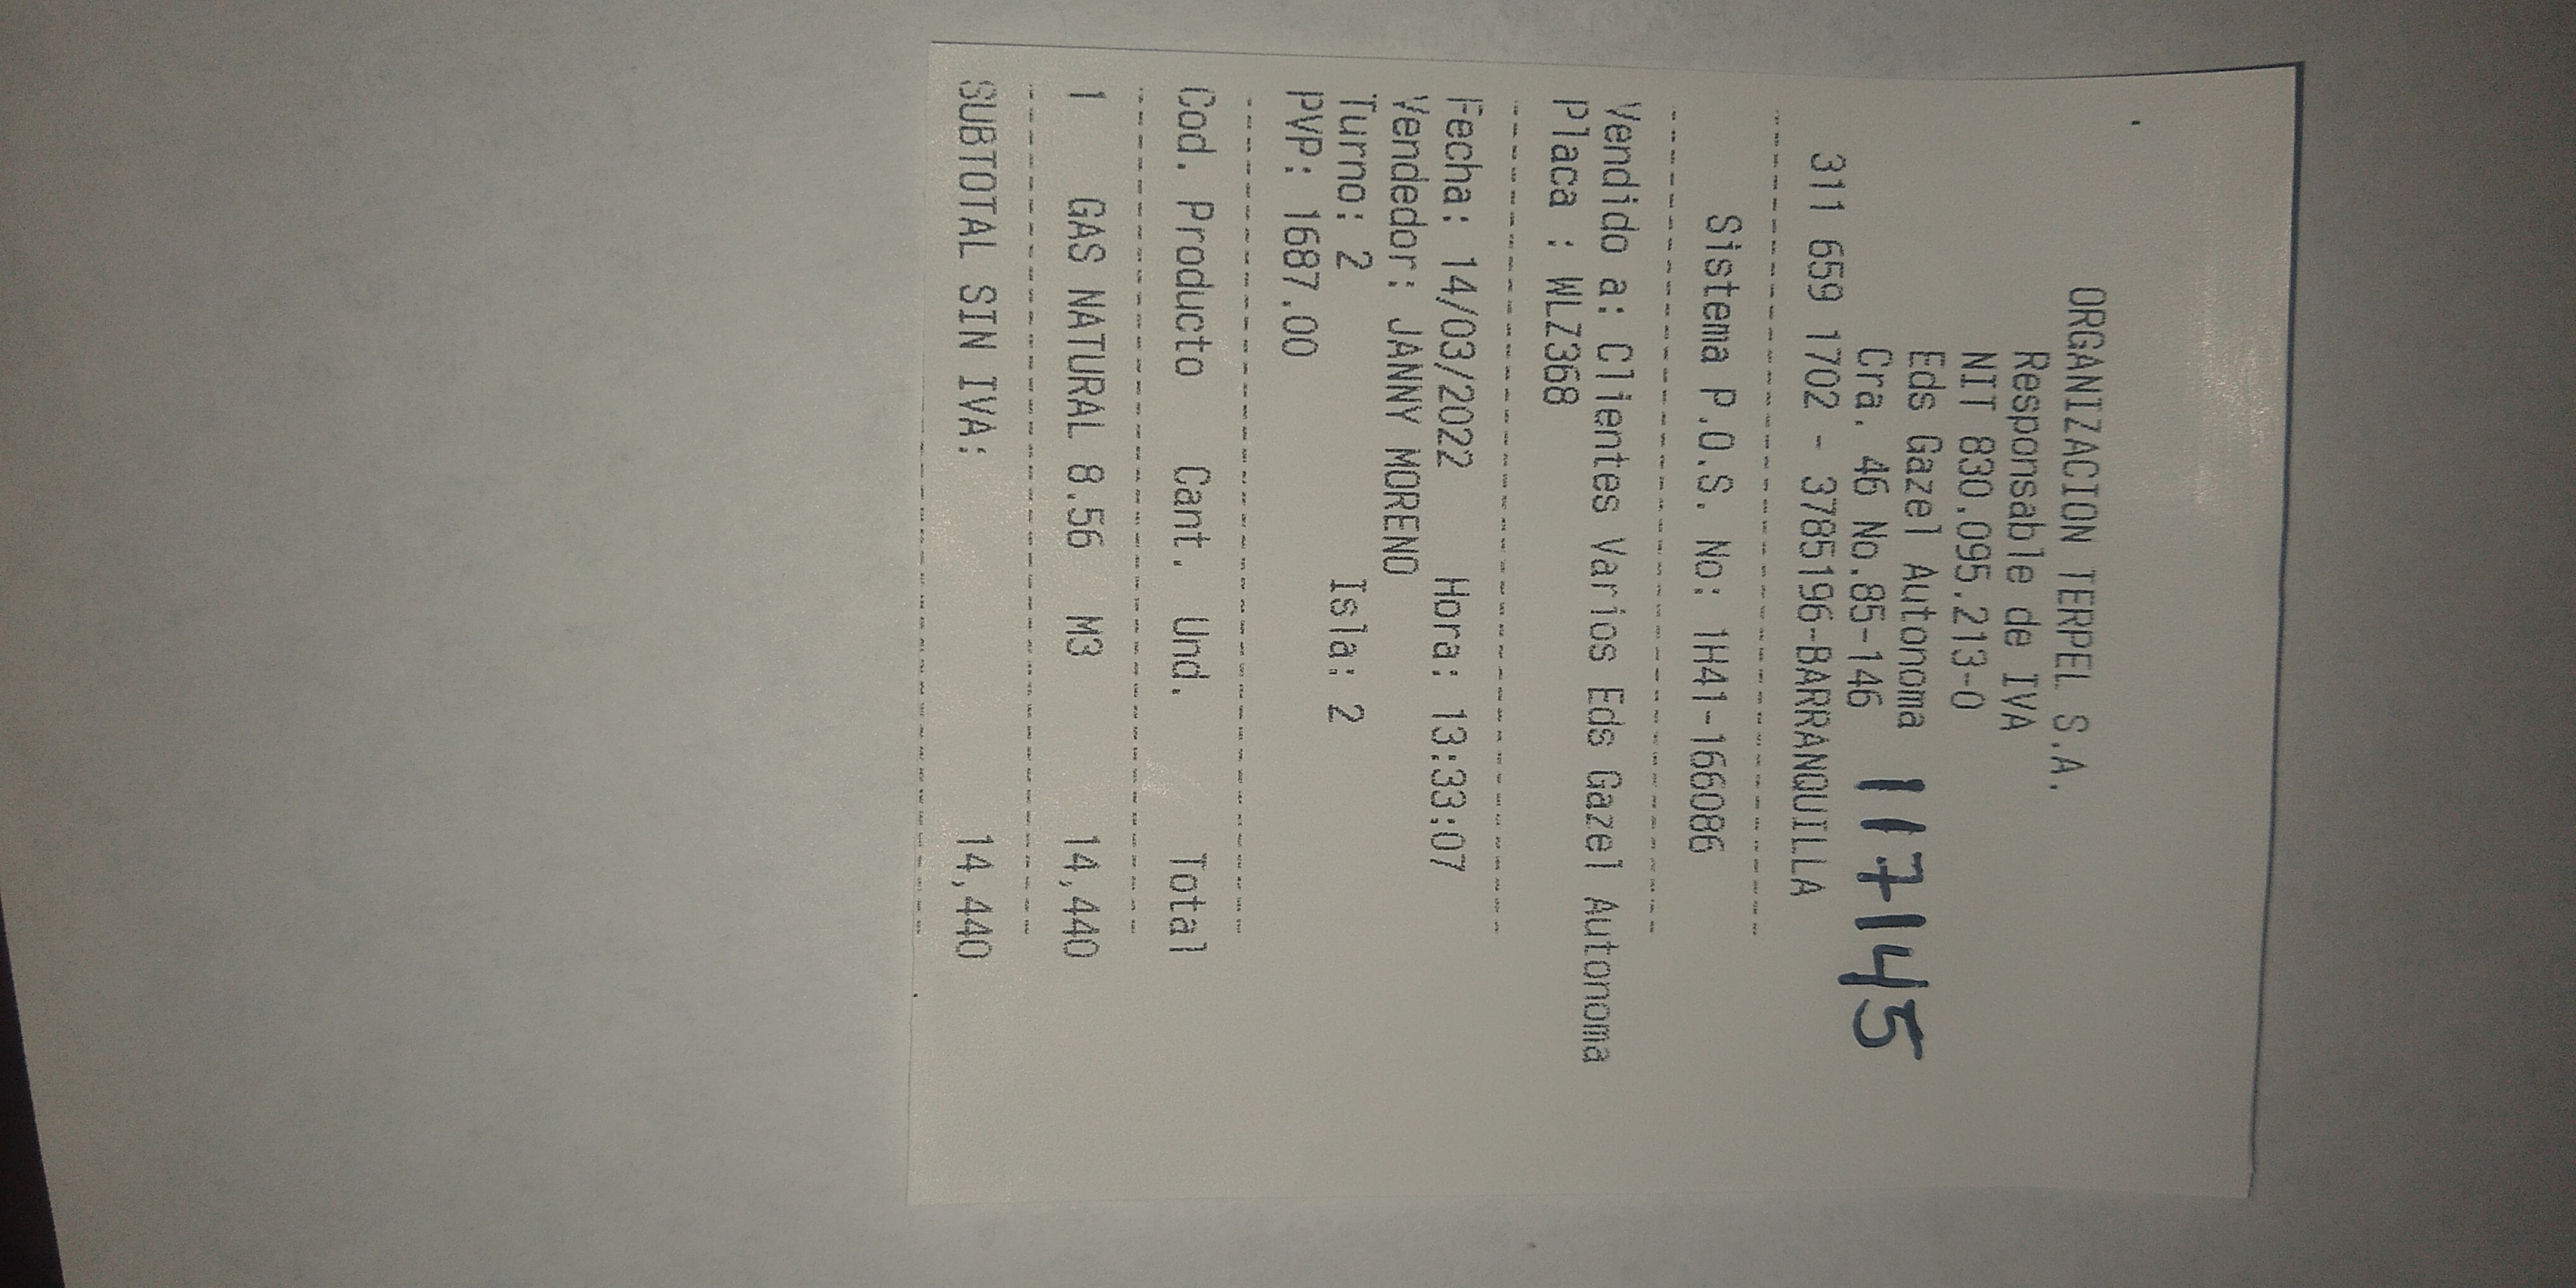 ORGANIZACION TERPEL S.A.
Responsable de IVA
NIT 830.095.213-0
Eds Gazel Autonoma
Cra. 46 No.85-146
117145
311 659 1702 - 3785196-BARRANQUILLA
Sistema P.O.S. No: 1H41-166086
Vendido a: Clientes Varios Eds Gazel Autonoma
Placa : WLZ368
Fecha: 14/03/2022 Hora: 13:33:07
Vendedor: JANNY MORENO
Turno: 2 Isla: 2
PVP: 1687.00
Cod. Producto Cant. Und. Total
1 GAS NATURAL 8.56 M3 14,440
SUBTOTAL SIN IVA: 14,440